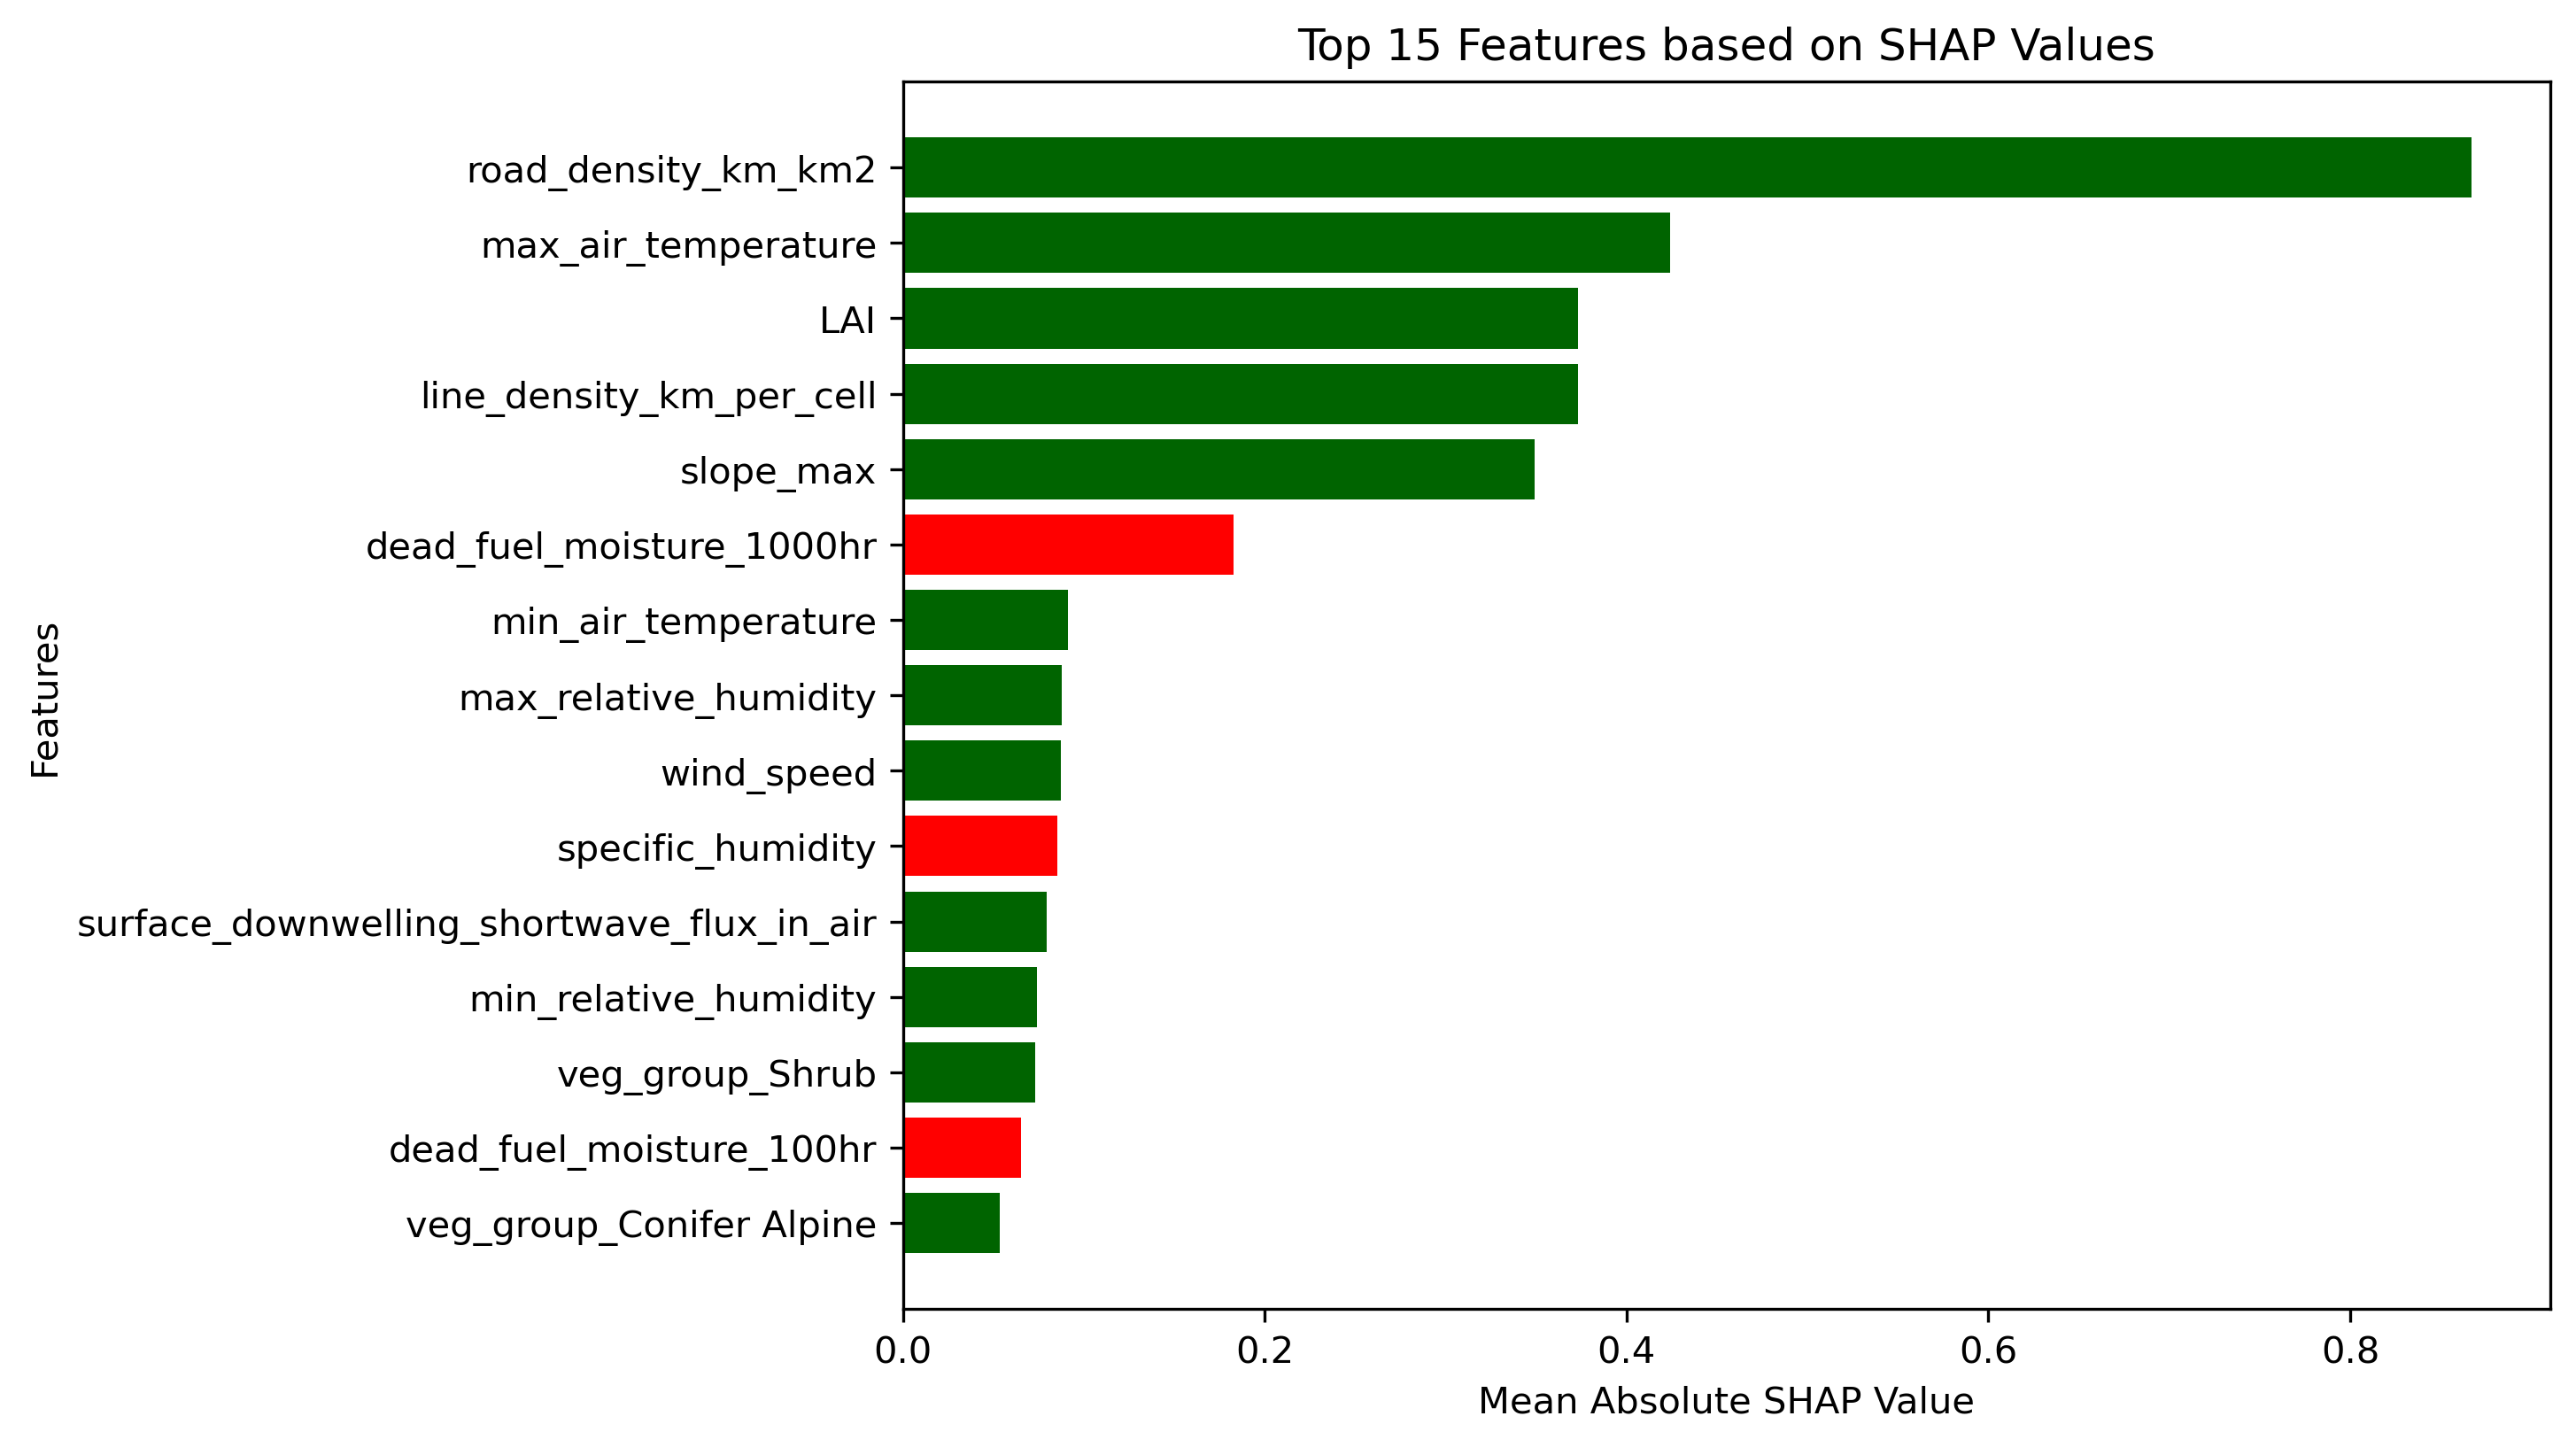 Top 15 Features based on SHAP Values
road_density_km_km2
max_air_temperature
LAI
line_density_km_per_cell
slope_max
dead_fuel_moisture_1000hr
min_air_temperature
max_relative_humidity
wind_speed
specific_humidity
surface_downwelling_shortwave_flux_in_air
min_relative_humidity
veg_group_Shrub
dead_fuel_moisture_100hr
veg_group_Conifer Alpine
Features
0.0 0.2 0.4 0.6 0.8
Mean Absolute SHAP Value